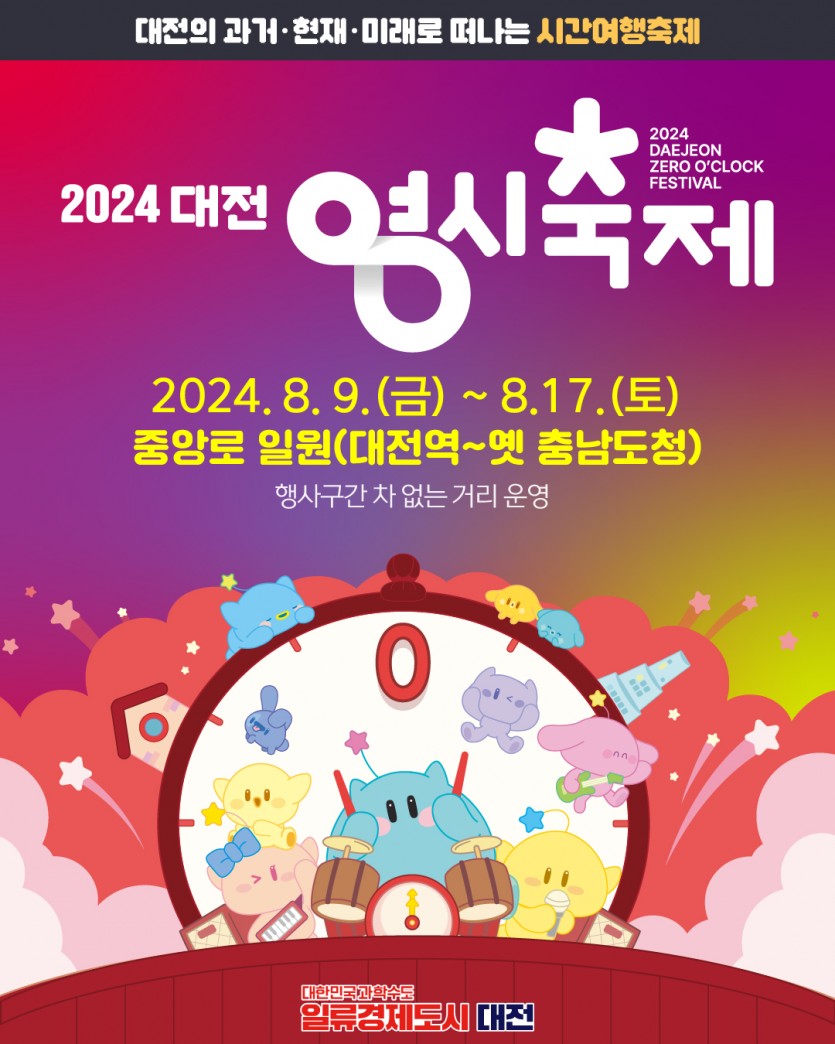 대전의 과거·현재·미래로 떠나는 시간여행축제
2024 대전 영시축제
2024
DAEJEON
ZERO O'CLOCK
FESTIVAL
2024. 8. 9.(금) ~ 8.17.(토)
중앙로 일원(대전역~옛 충남도청)
행사구간 차 없는 거리 운영
0
대한민국과학수도
일류경제도시 대전